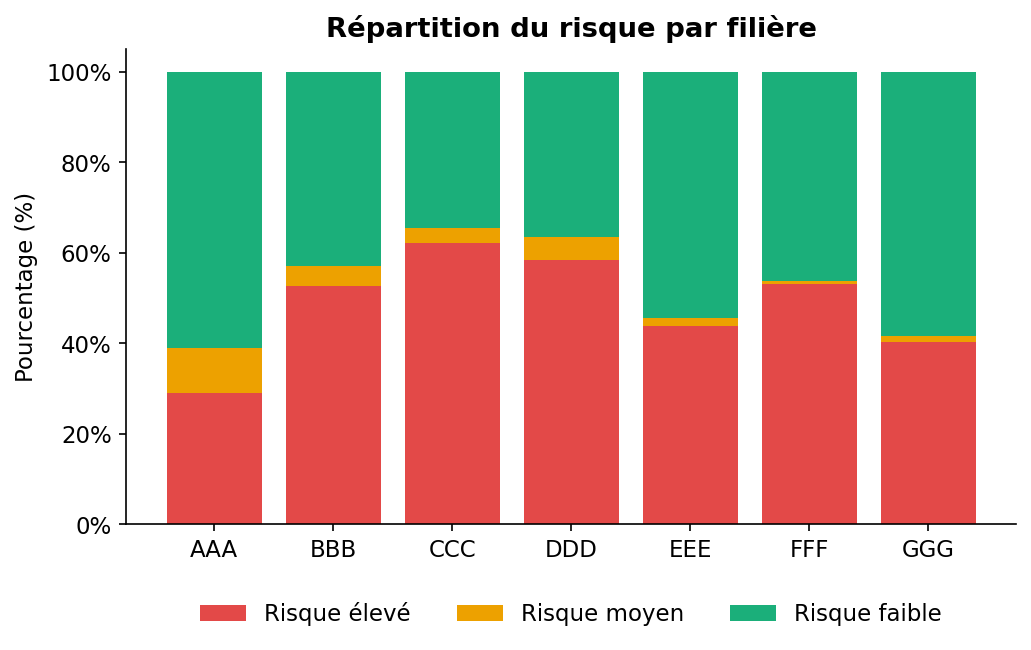 Répartition du risque par filière
Pourcentage (%)
100%
80%
60%
40%
20%
0%
AAA BBB CCC DDD EEE FFF GGG
Risque élevé Risque moyen Risque faible